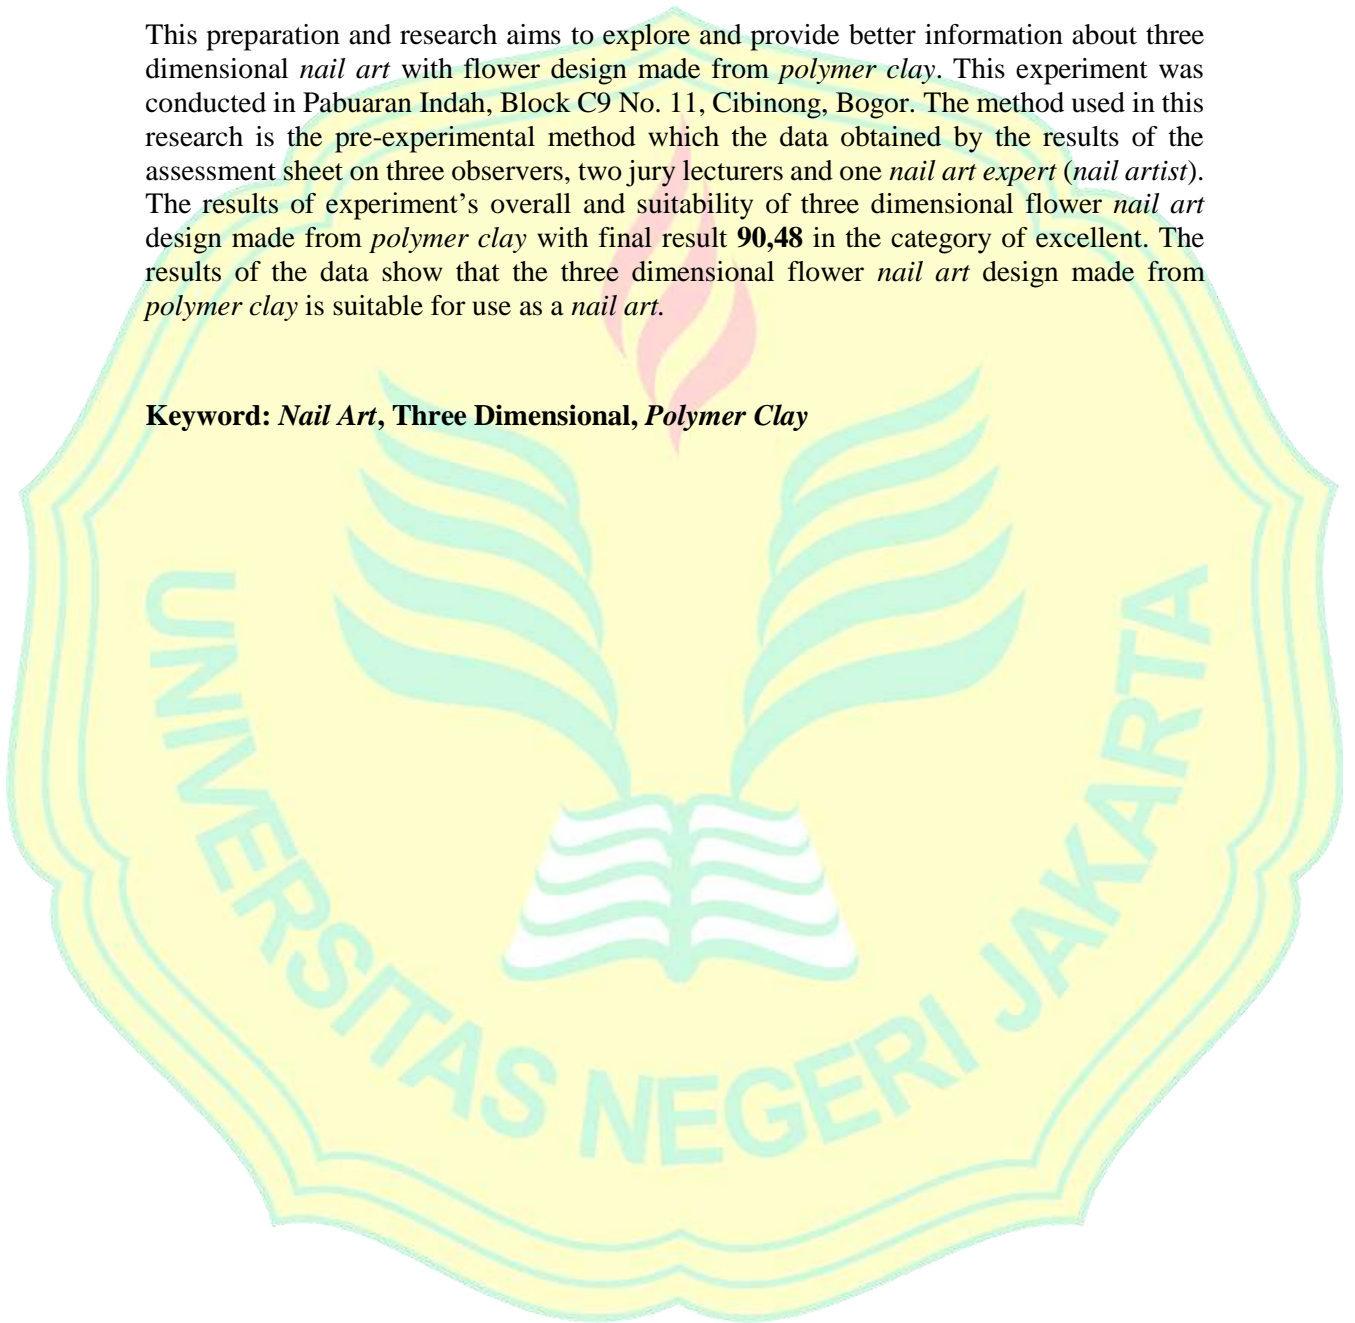 This preparation and research aims to explore and provide better information about three
dimensional nail art with flower design made from polymer clay. This experiment was
conducted in Pabuaran Indah, Block C9 No. 11, Cibinong, Bogor. The method used in this
research is the pre-experimental method which the data obtained by the results of the
assessment sheet on three observers, two jury lecturers and one nail art expert (nail artist).
The results of experiment’s overall and suitability of three dimensional flower nail art
design made from polymer clay with final result 90,48 in the category of excellent. The
results of the data show that the three dimensional flower nail art design made from
polymer clay is suitable for use as a nail art.
Keyword: Nail Art, Three Dimensional, Polymer Clay
UNIVERSITAS NEGERI JAKARTA